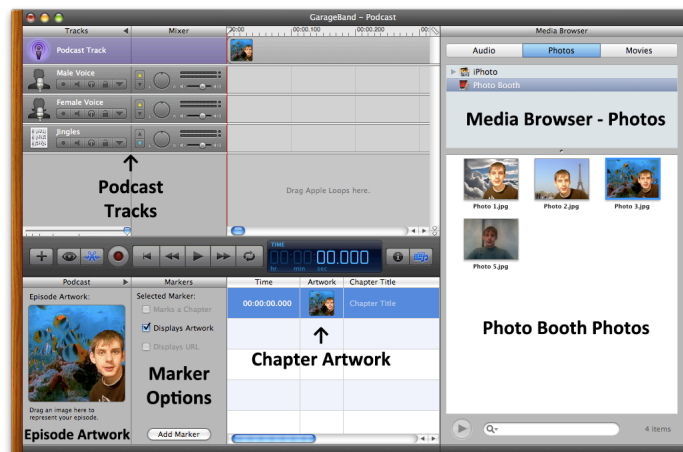 GarageBand – Podcast
Tracks
Mixer
00:00
00:00.100
00:00.200
00:
Media Browser
Podcast Track
Audio
Photos
Movies
Male Voice
iPhoto
Photo Booth
Female Voice
Media Browser - Photos
Jingles
Podcast
Tracks
Drag Apple Loops here.
Photo 1.jpg
Photo 2.jpg
Photo 3.jpg
TIME
00:00:00.000
hr
min
sec
Photo 5.jpg
Podcast
Markers
Time
Artwork
Chapter Title
Episode Artwork:
Selected Marker:
Marks a Chapter
00:00:00.000
Chapter Title
Displays Artwork
Displays URL
Chapter Artwork
Photo Booth Photos
Marker
Options
Drag an image here to
represent your episode.
Episode Artwork
Add Marker
4 items